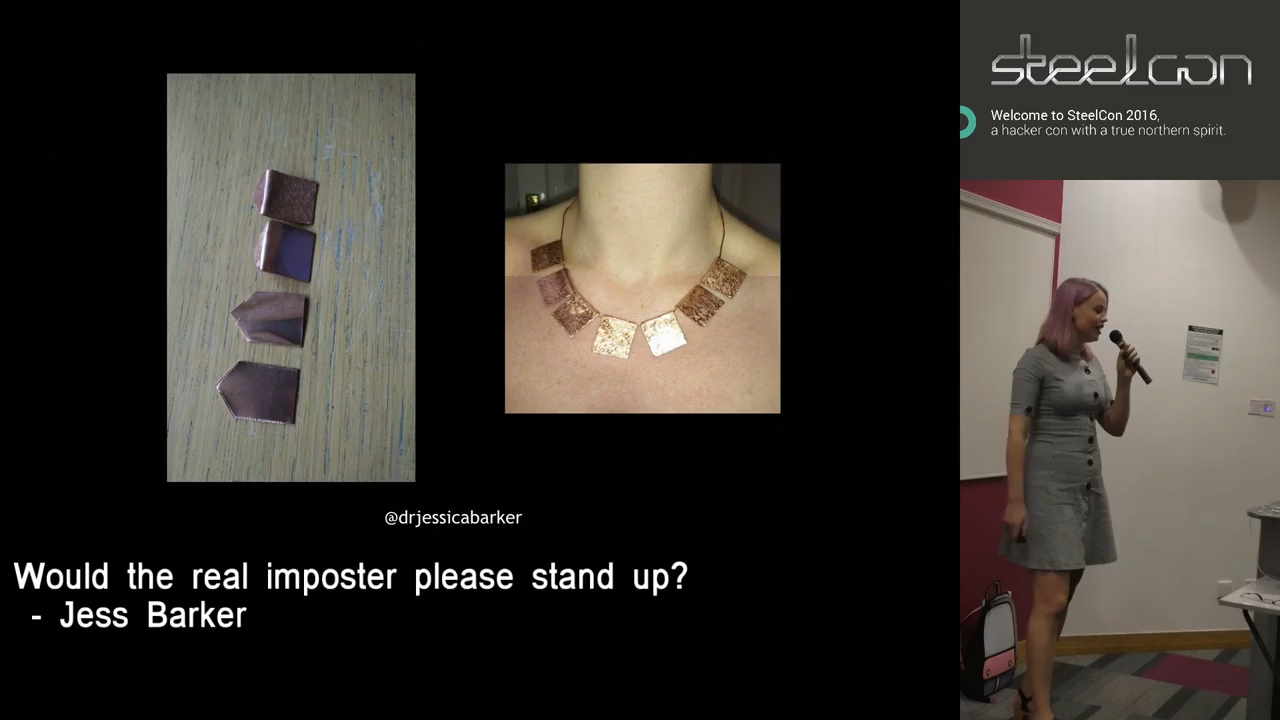 steelcon
Welcome to SteelCon 2016,
a hacker con with a true northern spirit.
@drjessicabarker
Would the real imposter please stand up?
- Jess Barker